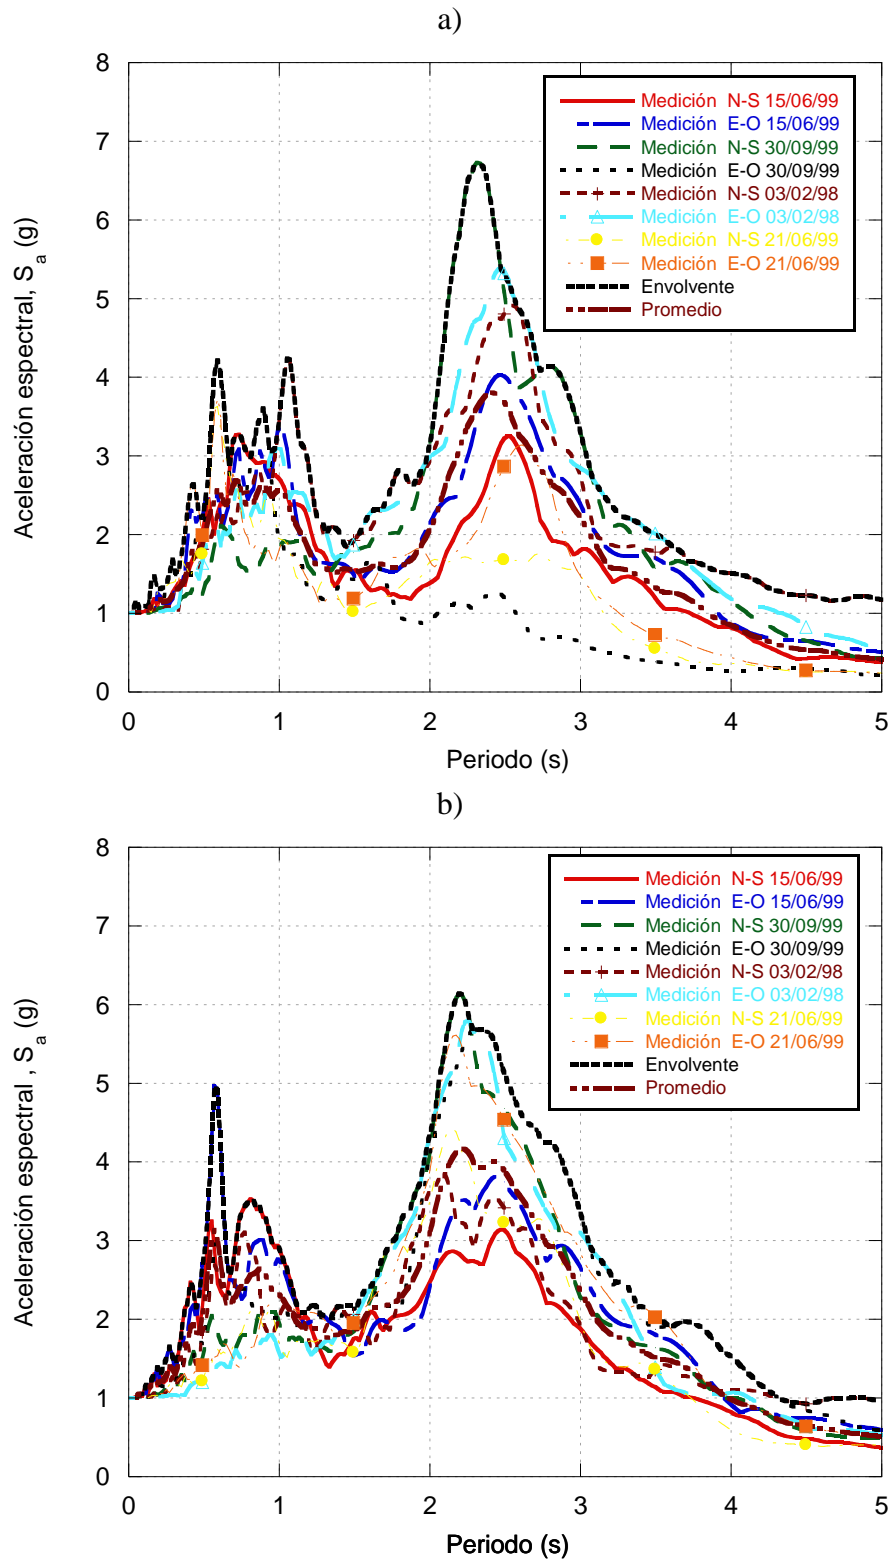 a)
8
7
6
5
4
3
2
1
0
Aceleración espectral, S_a (g)
Medición N-S 15/06/99
Medición E-O 15/06/99
Medición N-S 30/09/99
Medición E-O 30/09/99
Medición N-S 03/02/98
Medición E-O 03/02/98
Medición N-S 21/06/99
Medición E-O 21/06/99
Envolvente
Promedio
0 1 2 3 4 5
Periodo (s)
b)
8
7
6
5
4
3
2
1
0
Aceleración espectral , S_a (g)
Medición N-S 15/06/99
Medición E-O 15/06/99
Medición N-S 30/09/99
Medición E-O 30/09/99
Medición N-S 03/02/98
Medición E-O 03/02/98
Medición N-S 21/06/99
Medición E-O 21/06/99
Envolvente
Promedio
0 1 2 3 4 5
Periodo (s)